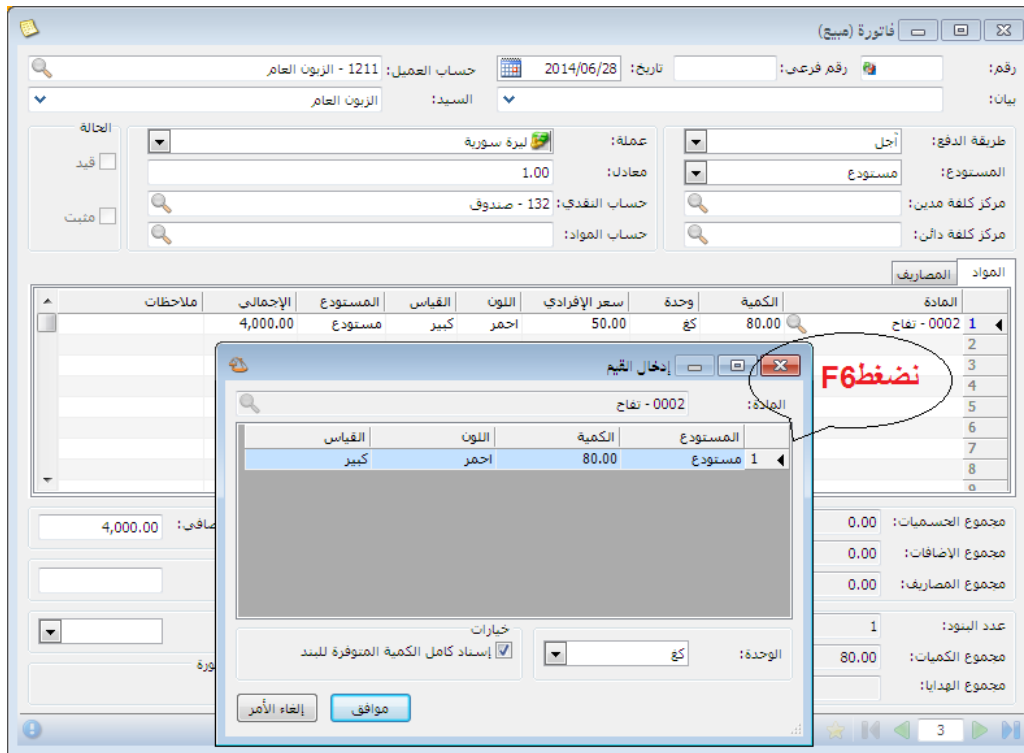 فاتورة (مبيع)
رقم: رقم فرعي: تاريخ: 2014/06/28 حساب العميل: 1211 - الزبون العام
بيان: السيد: الزبون العام
الحالة
طريقة الدفع: آجل عملة: ليرة سورية
قيد
المستودع: مستودع معادل: 1.00
مركز كلفة مدين: حساب النقدي: 132 - صندوق
مثبت
مركز كلفة دائن: حساب المواد:
المواد المصاريف
المادة الكمية وحدة سعر الإفرادي اللون القياس المستودع الإجمالي ملاحظات
1 0002 - تفاح 80.00 كغ 50.00 احمر كبير مستودع 4,000.00
2
3
4
5
6
7
8
نضغطF6
إدخال القيم
المادة: 0002 - تفاح
المستودع الكمية اللون القياس
1 مستودع 80.00 احمر كبير
خيارات
إسناد كامل الكمية المتوفرة للبند
الوحدة: كغ
موافق إلغاء الأمر
مجموع الحسميات: 0.00 4,000.00
مجموع الإضافات: 0.00
مجموع المصاريف: 0.00
عدد البنود: 1
مجموع الكميات: 80.00
مجموع الهدايا:
3